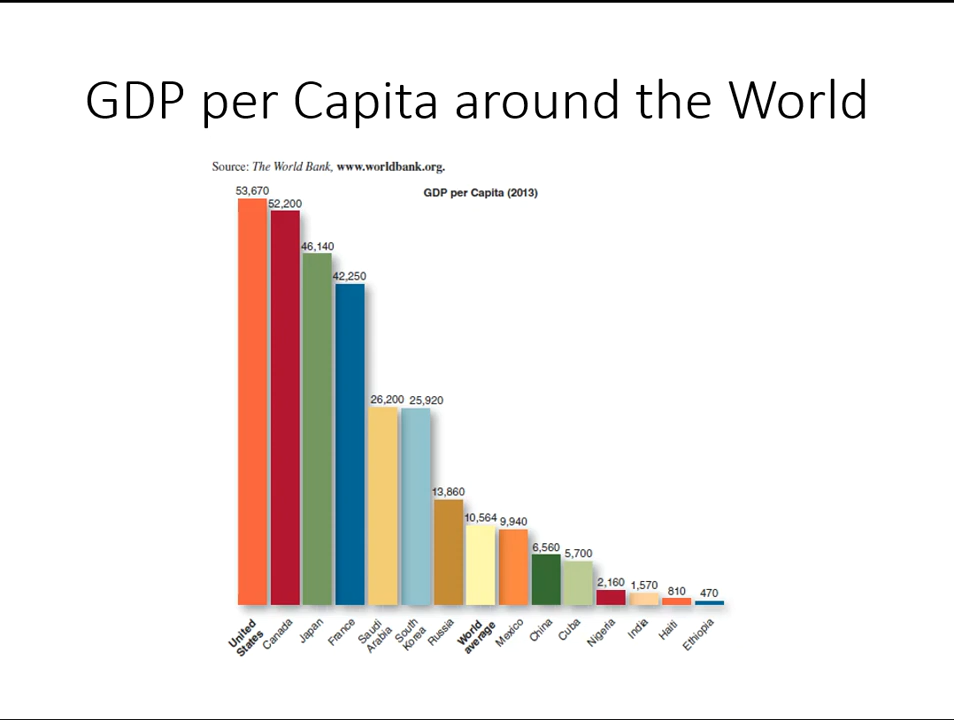 GDP per Capita around the World
Source: The World Bank, www.worldbank.org.
GDP per Capita (2013)
53,670
52,200
46,140
42,250
26,200
25,920
13,860
10,564
9,940
6,560
5,700
2,160
1,570
810
470
United
States
Canada
Japan
France
Saudi
Arabia
South
Korea
Russia
World
average
Mexico
China
Cuba
Nigeria
India
Haiti
Ethiopia